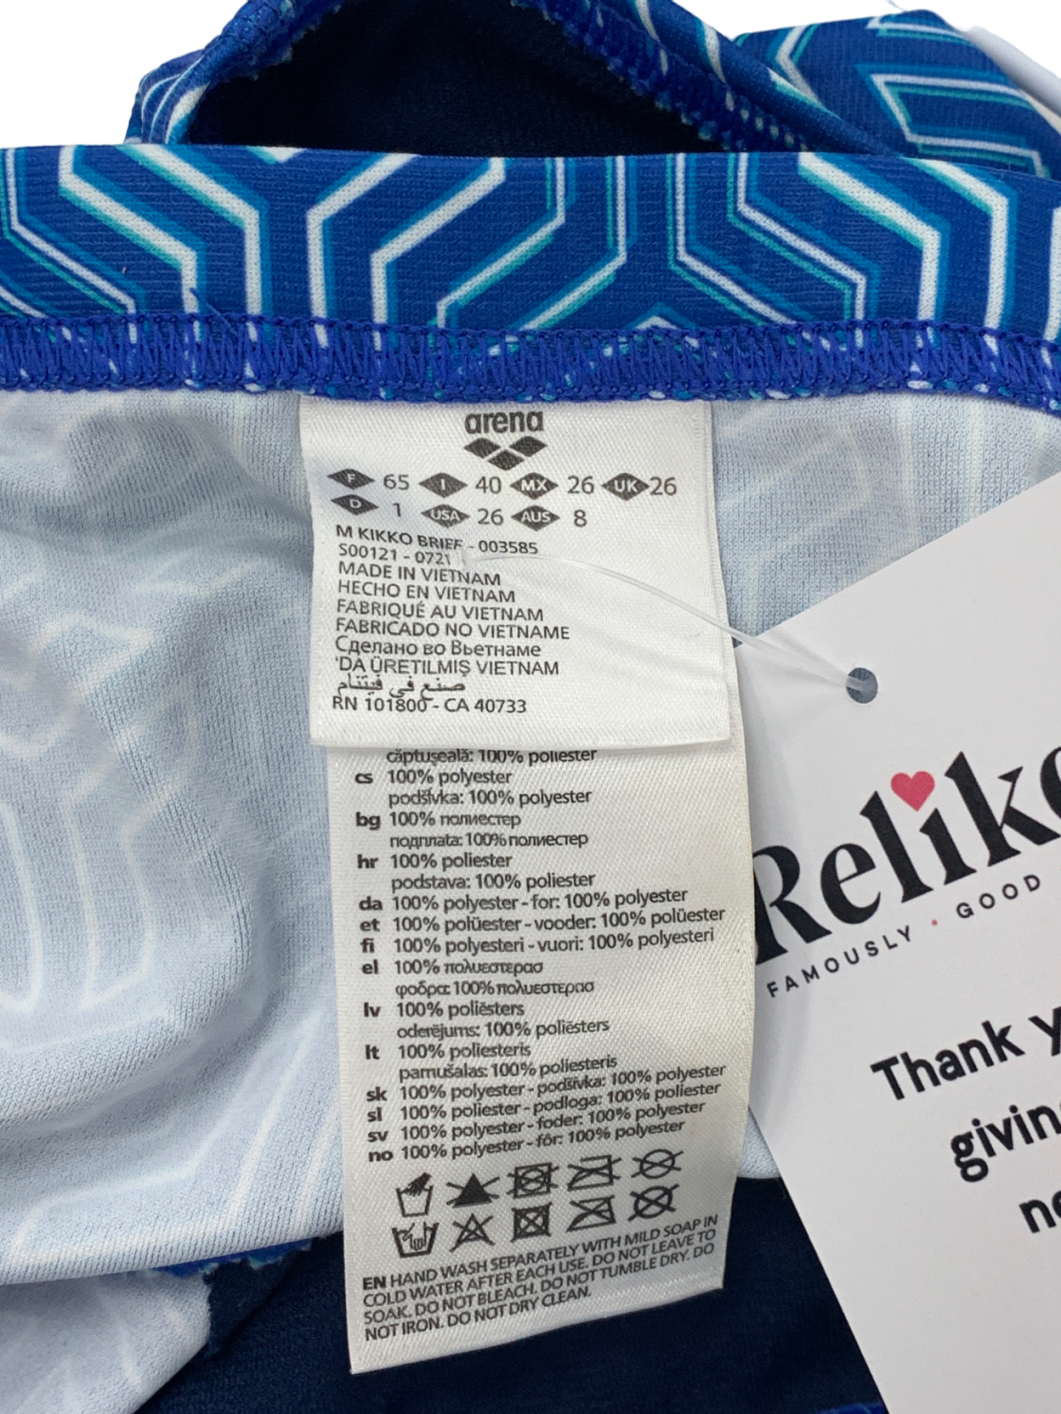 arena
F 65 I 40 MX 26 UK 26
D 1 USA 26 AUS 8
M KIKKO BRIEF - 003585
S00121 - 0721
MADE IN VIETNAM
HECHO EN VIETNAM
FABRIQUÉ AU VIETNAM
FABRICADO NO VIETNAME
Сделано во Вьетнаме
'DA ÜRETILMIŞ VIETNAM
صنع في فيتنام
RN 101800 - CA 40733
căptuşeală: 100% poliester
cs 100% polyester
podšívka: 100% polyester
bg 100% полиестер
подплата: 100% полиестер
hr 100% poliester
podstava: 100% poliester
da 100% polyester - for: 100% polyester
et 100% polüester - vooder: 100% polüester
fi 100% polyesteri - vuori: 100% polyesteri
el 100% πολυεστερασ
φοδρα: 100% πολυεστερασ
lv 100% poliësters
oderējums: 100% poliësters
lt 100% poliesteris
pamušalas: 100% poliesteris
sk 100% polyester - podšívka: 100% polyester
sl 100% poliester - podloga: 100% poliester
sv 100% polyester - foder: 100% polyester
no 100% polyester - fôr: 100% polyester
EN HAND WASH SEPARATELY WITH MILD SOAP IN
COLD WATER AFTER EACH USE. DO NOT LEAVE TO
SOAK. DO NOT BLEACH. DO NOT TUMBLE DRY. DO
NOT IRON. DO NOT DRY CLEAN.
Relike
FAMOUSLY • GOOD
Thank